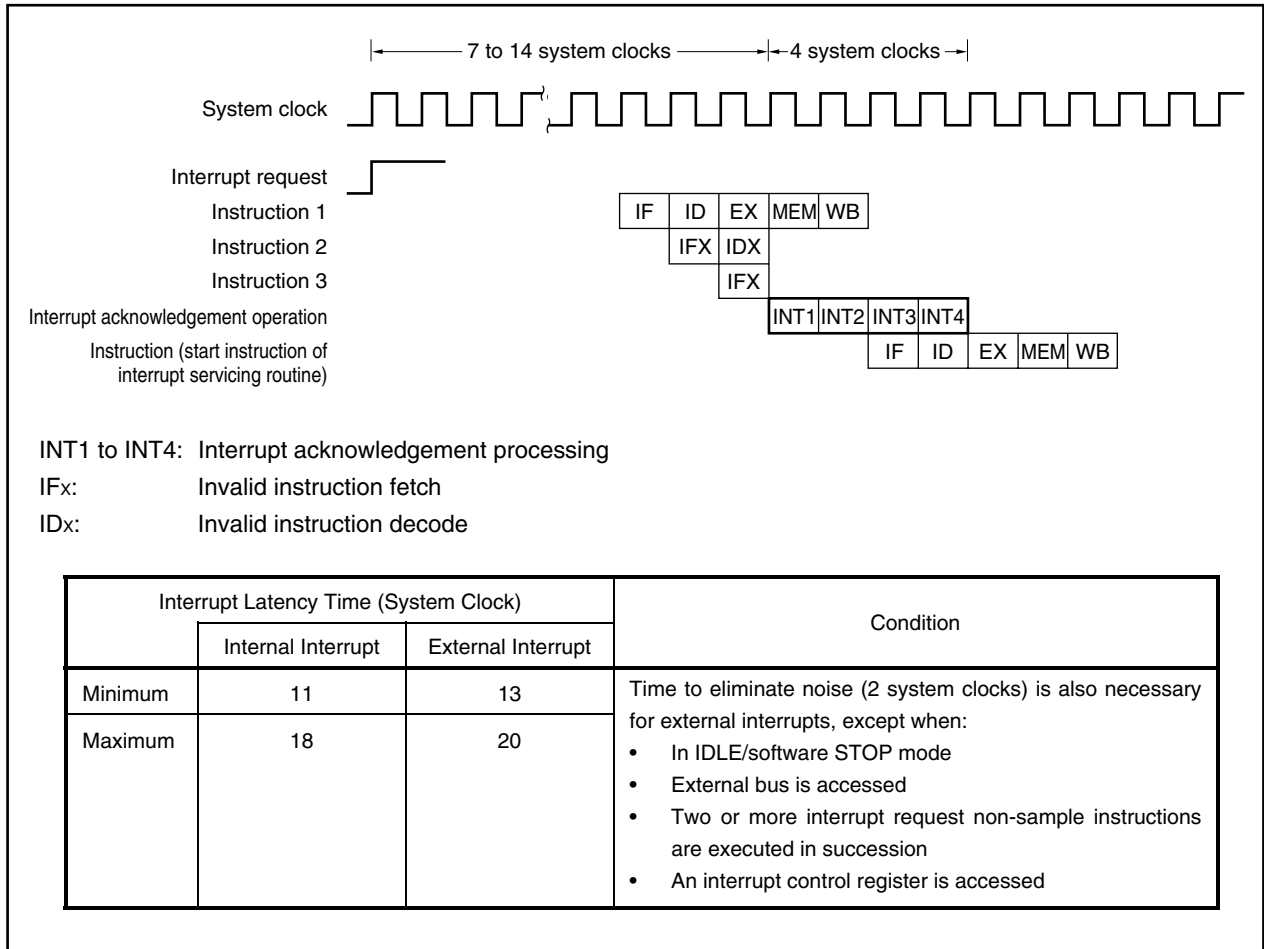 7 to 14 system clocks
4 system clocks
System clock
Interrupt request
Instruction 1
IF ID EX MEM WB
Instruction 2
IFX IDX
Instruction 3
IFX
Interrupt acknowledgement operation
INT1 INT2 INT3 INT4
Instruction (start instruction of
interrupt servicing routine)
IF ID EX MEM WB
INT1 to INT4: Interrupt acknowledgement processing
IFx: Invalid instruction fetch
IDx: Invalid instruction decode
Interrupt Latency Time (System Clock)
Condition
Internal Interrupt
External Interrupt
Minimum
11
13
Maximum
18
20
Time to eliminate noise (2 system clocks) is also necessary
for external interrupts, except when:
• In IDLE/software STOP mode
• External bus is accessed
• Two or more interrupt request non-sample instructions
are executed in succession
• An interrupt control register is accessed